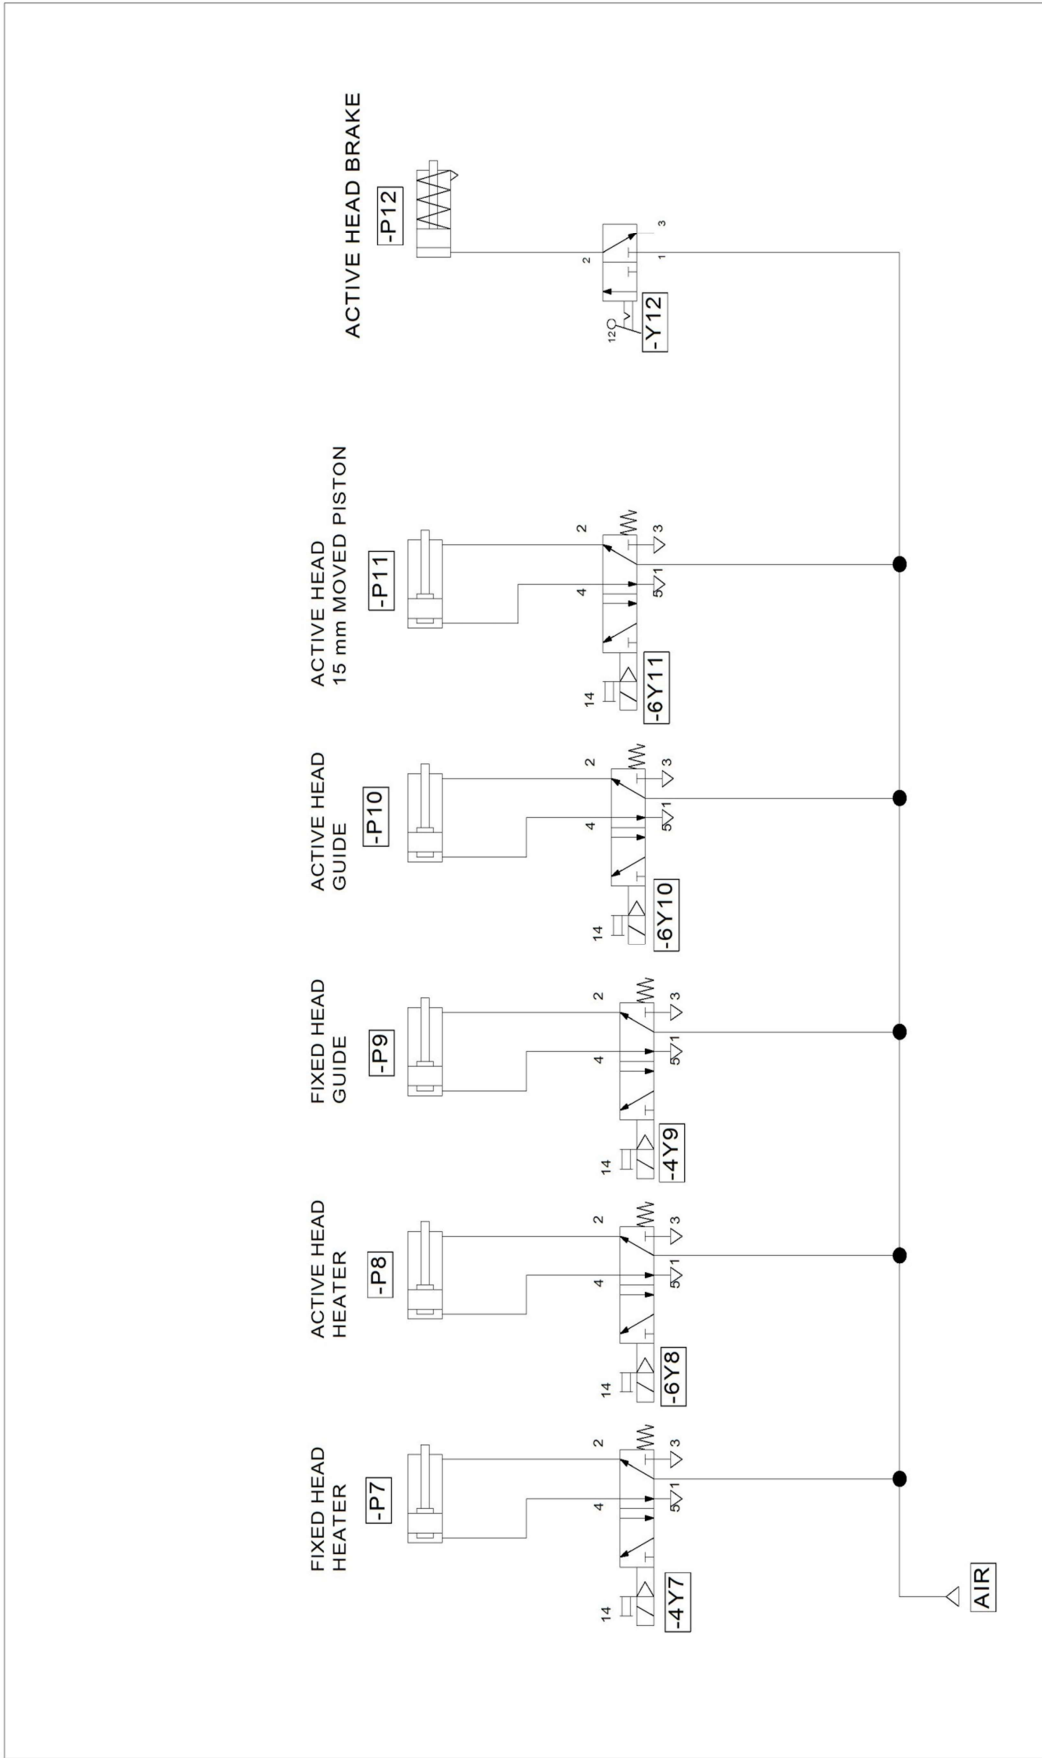 FIXED HEAD
HEATER
-P7
2
4
14
3
1
5
-4Y7
ACTIVE HEAD
HEATER
-P8
2
4
14
3
1
5
-6Y8
FIXED HEAD
GUIDE
-P9
2
4
14
3
1
5
-4Y9
ACTIVE HEAD
GUIDE
-P10
2
4
14
3
1
5
-6Y10
ACTIVE HEAD
15 mm MOVED PISTON
-P11
2
4
14
3
1
5
-6Y11
ACTIVE HEAD BRAKE
-P12
2
12
3
1
-Y12
AIR